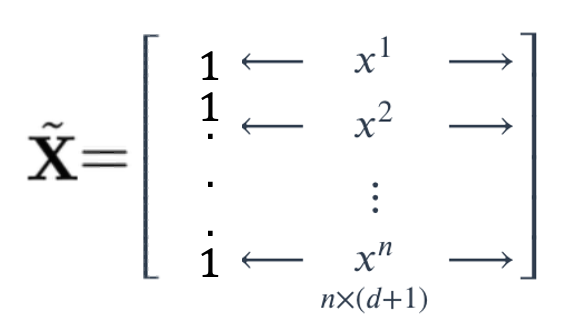 1 ⟵ x¹ ⟶
1
. ⟵ x² ⟶
X̃=
. ⋮
.
1 ⟵ xⁿ ⟶
n×(d+1)